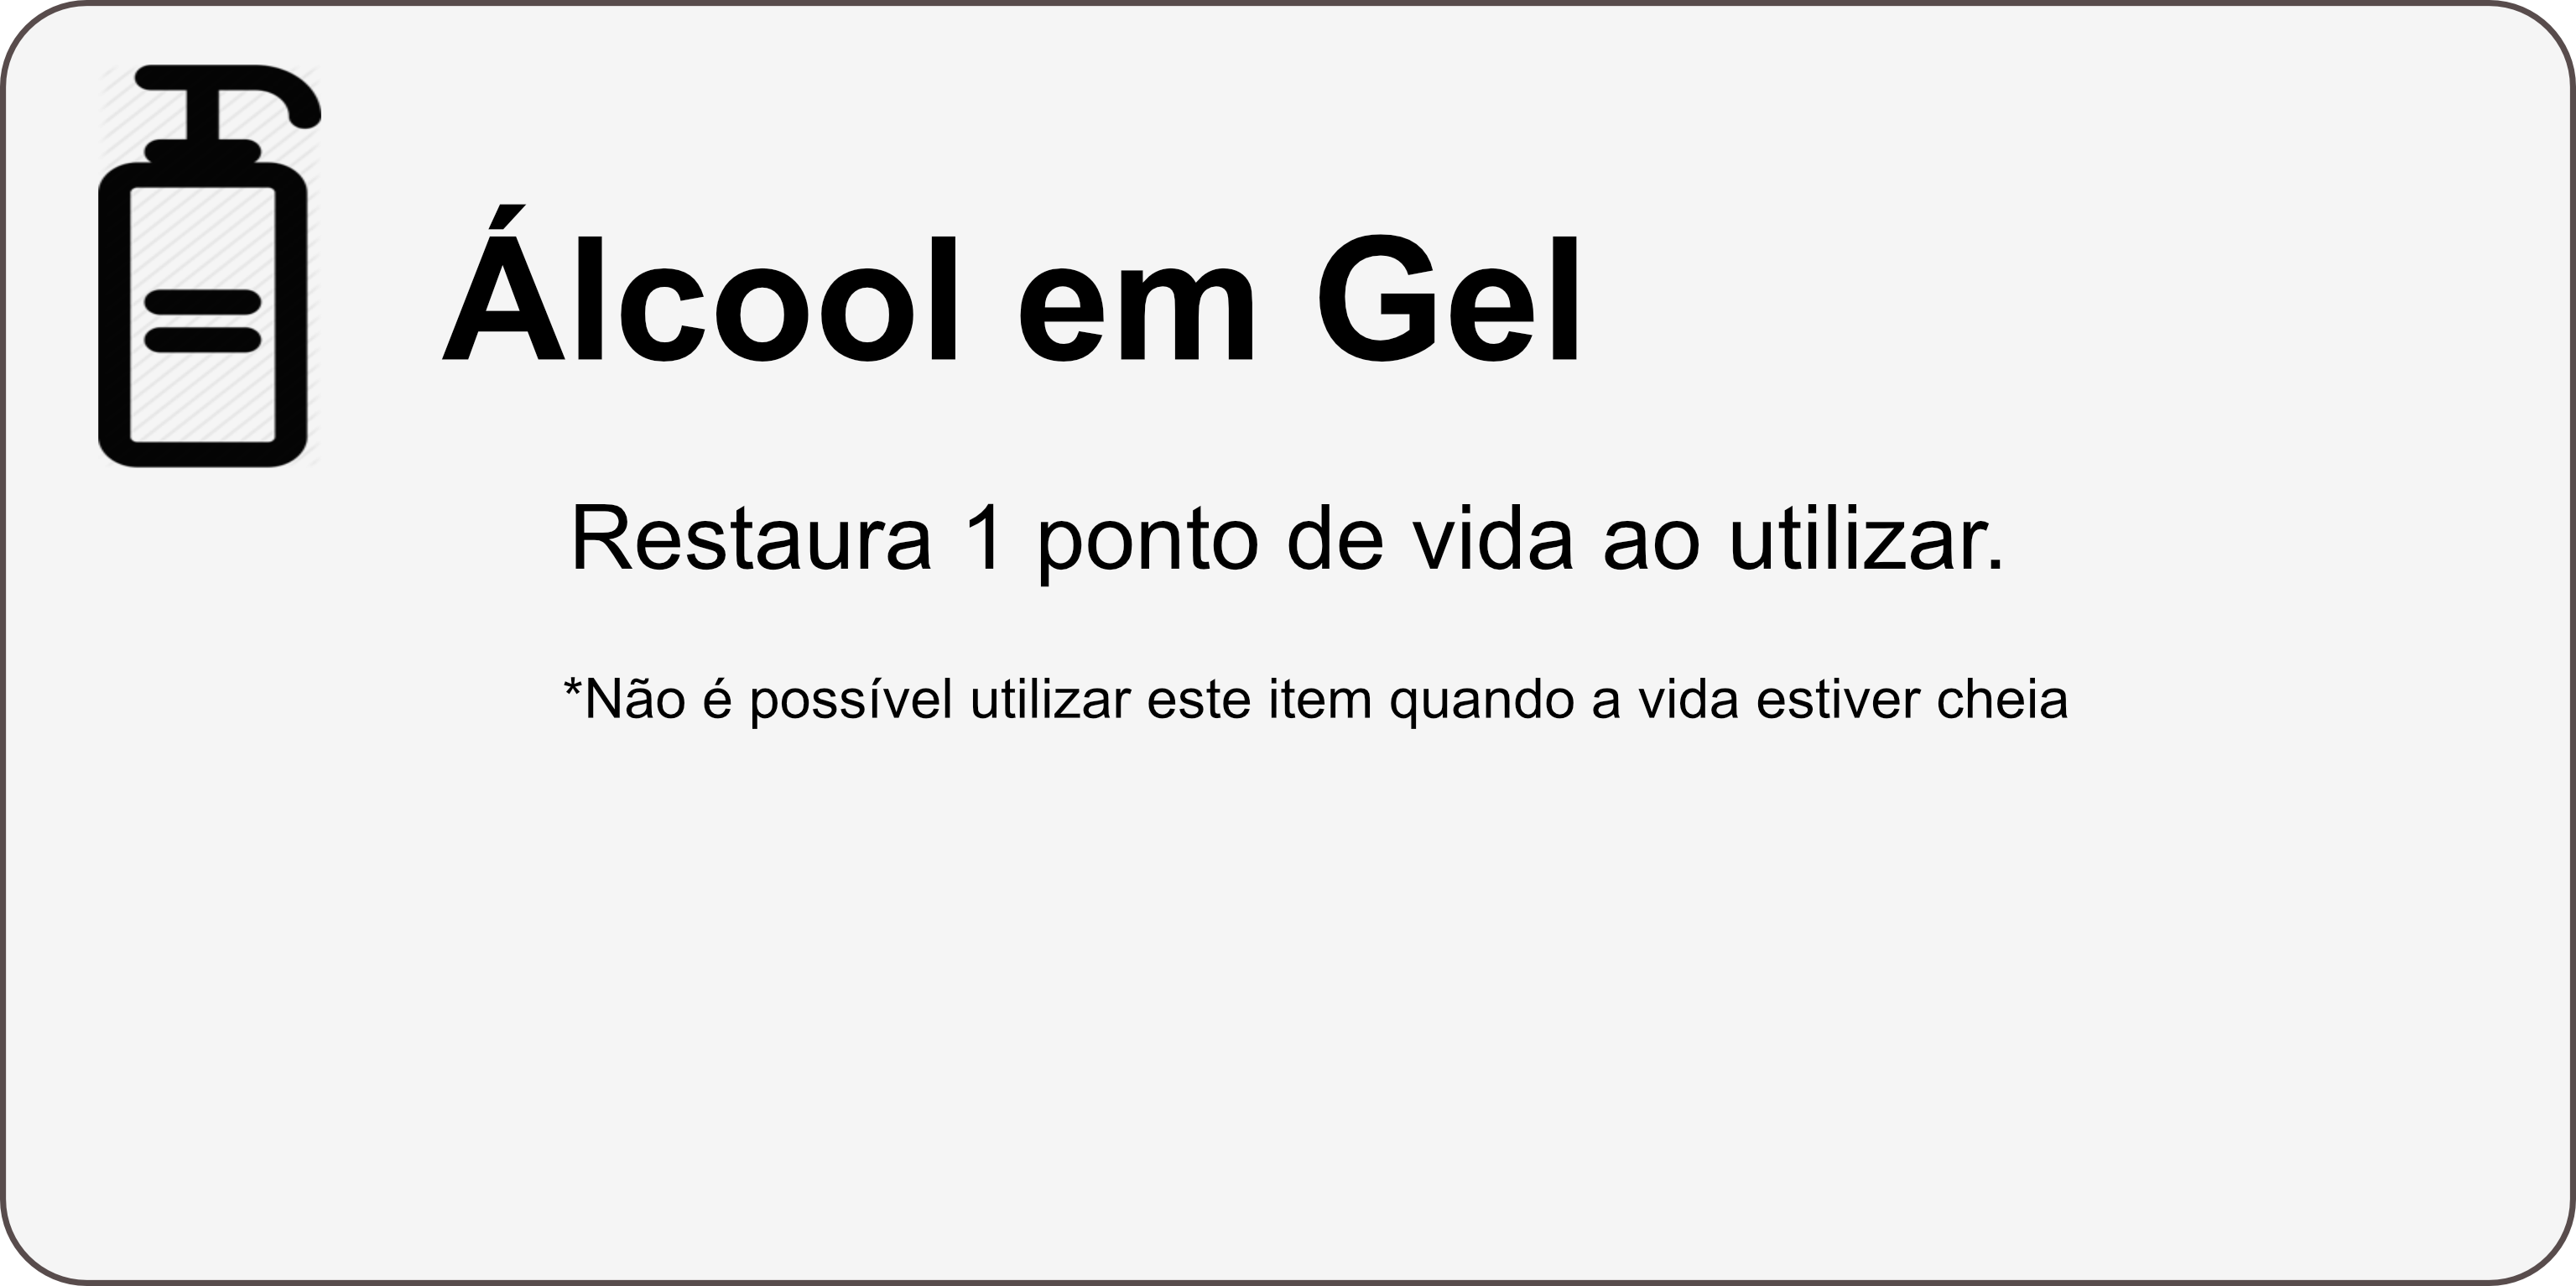 Álcool em Gel
Restaura 1 ponto de vida ao utilizar.
*Não é possível utilizar este item quando a vida estiver cheia